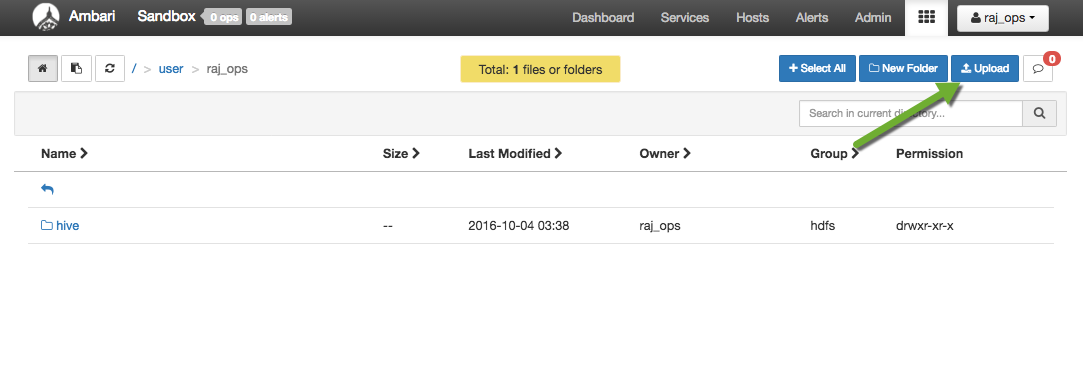 Ambari Sandbox 0 ops 0 alerts Dashboard Services Hosts Alerts Admin raj_ops
/ > user > raj_ops Total: 1 files or folders Select All New Folder Upload 0
Search in current directory...
Name Size Last Modified Owner Group Permission
hive -- 2016-10-04 03:38 raj_ops hdfs drwxr-xr-x